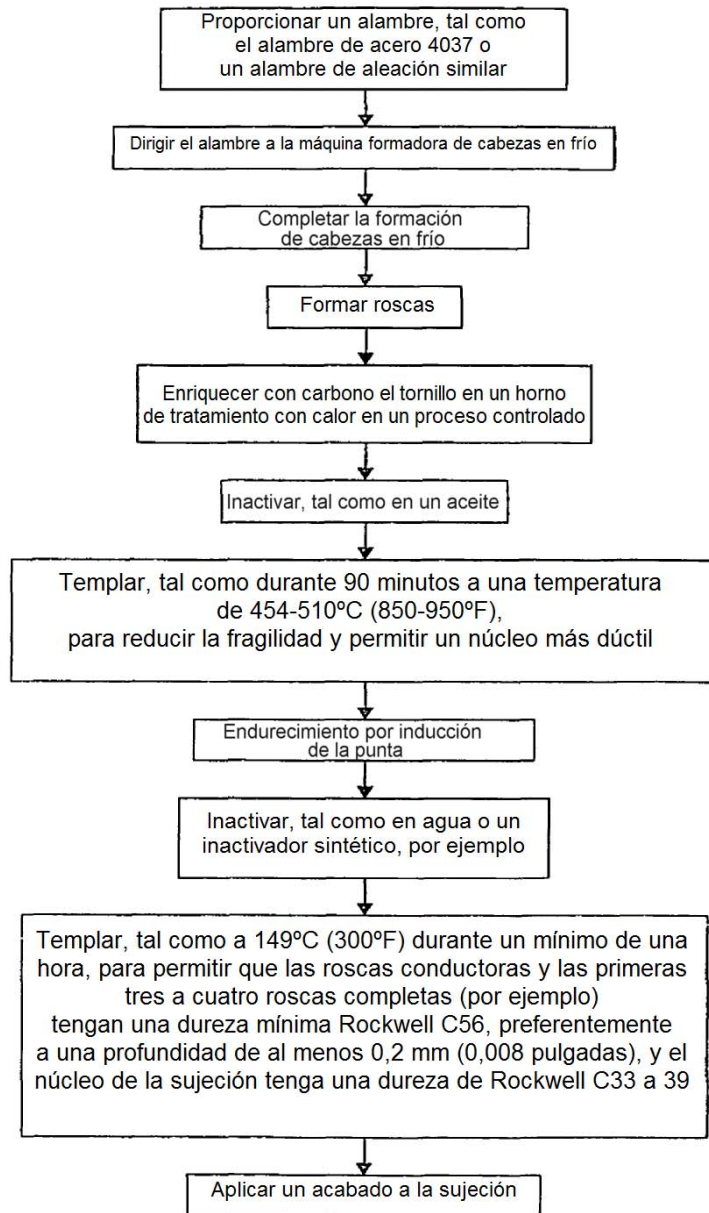 Proporcionar un alambre, tal como
el alambre de acero 4037 o
un alambre de aleación similar
Dirigir el alambre a la máquina formadora de cabezas en frío
Completar la formación
de cabezas en frío
Formar roscas
Enriquecer con carbono el tornillo en un horno
de tratamiento con calor en un proceso controlado
Inactivar, tal como en un aceite
Templar, tal como durante 90 minutos a una temperatura
de 454-510ºC (850-950ºF),
para reducir la fragilidad y permitir un núcleo más dúctil
Endurecimiento por inducción
de la punta
Inactivar, tal como en agua o un
inactivador sintético, por ejemplo
Templar, tal como a 149ºC (300ºF) durante un mínimo de una
hora, para permitir que las roscas conductoras y las primeras
tres a cuatro roscas completas (por ejemplo)
tengan una dureza mínima Rockwell C56, preferentemente
a una profundidad de al menos 0,2 mm (0,008 pulgadas), y el
núcleo de la sujeción tenga una dureza de Rockwell C33 a 39
Aplicar un acabado a la sujeción